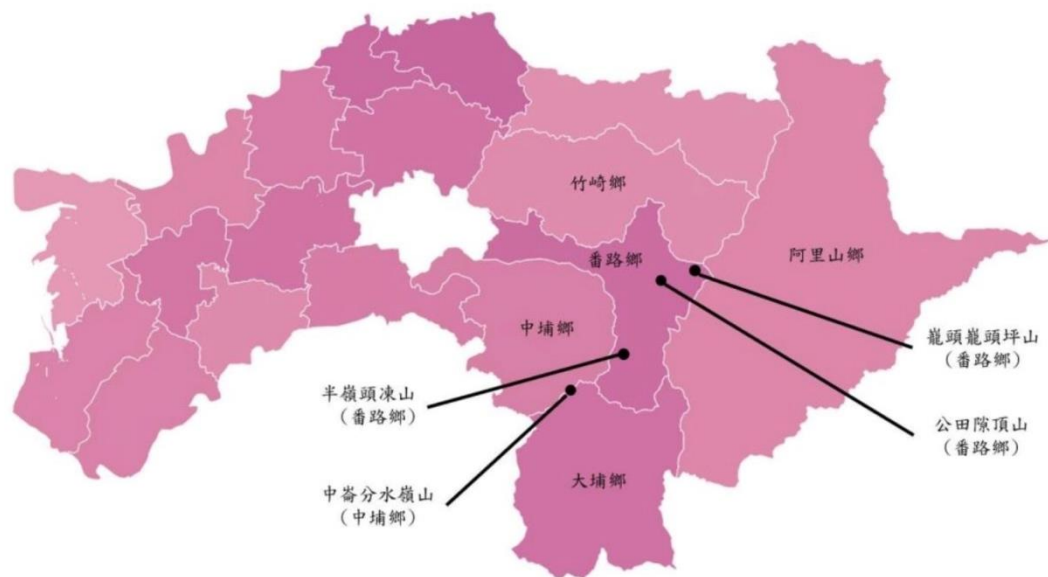 竹崎鄉
番路鄉
阿里山鄉
中埔鄉
巃頭巃頭坪山
(番路鄉)
半嶺頭凍山
(番路鄉)
公田隙頂山
(番路鄉)
大埔鄉
中崙分水嶺山
(中埔鄉)